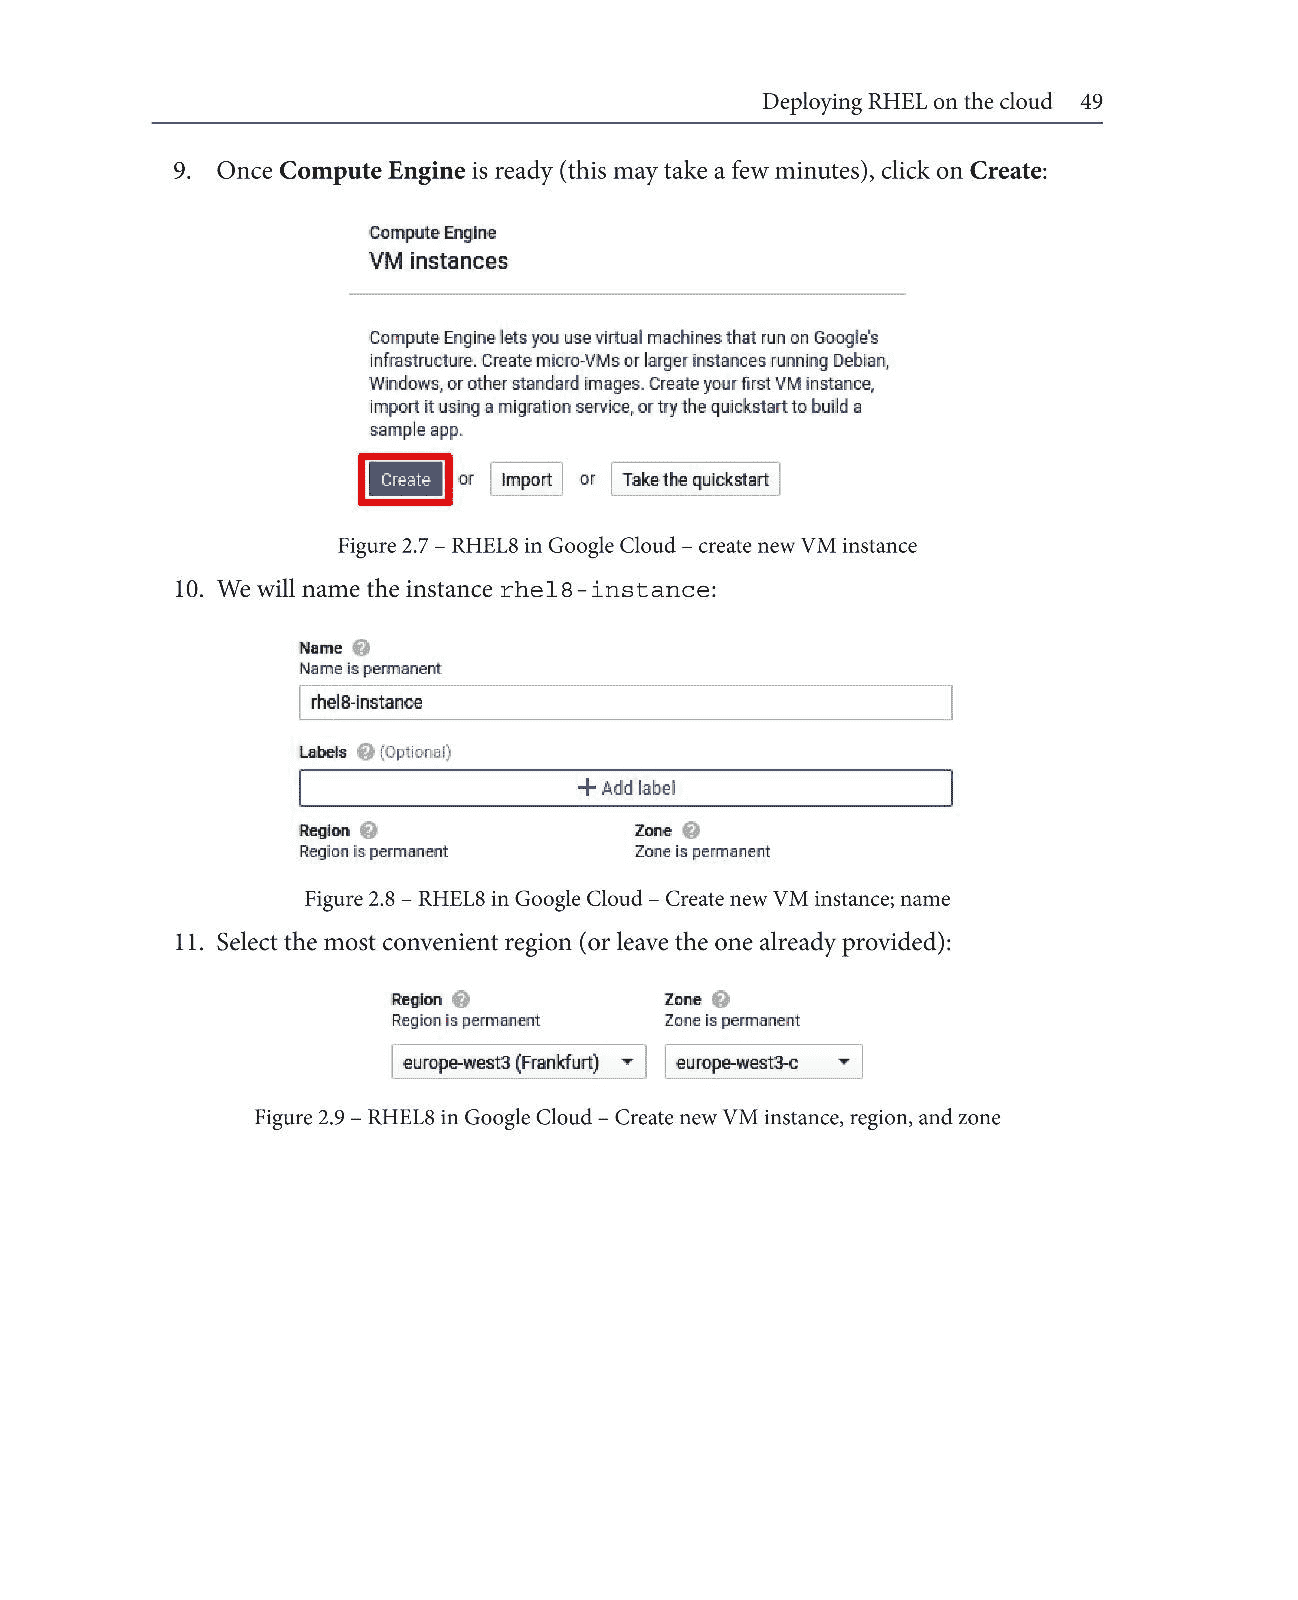 Deploying RHEL on the cloud 49
9. Once Compute Engine is ready (this may take a few minutes), click on Create:
Compute Engine
VM instances
Compute Engine lets you use virtual machines that run on Google's
infrastructure. Create micro-VMs or larger instances running Debian,
Windows, or other standard images. Create your first VM instance,
import it using a migration service, or try the quickstart to build a
sample app.
Create or Import or Take the quickstart
Figure 2.7 – RHEL8 in Google Cloud – create new VM instance
10. We will name the instance rhel8-instance:
Name
Name is permanent
rhel8-instance
Labels (Optional)
+ Add label
Region Zone
Region is permanent Zone is permanent
Figure 2.8 – RHEL8 in Google Cloud – Create new VM instance; name
11. Select the most convenient region (or leave the one already provided):
Region Zone
Region is permanent Zone is permanent
europe-west3 (Frankfurt) europe-west3-c
Figure 2.9 – RHEL8 in Google Cloud – Create new VM instance, region, and zone